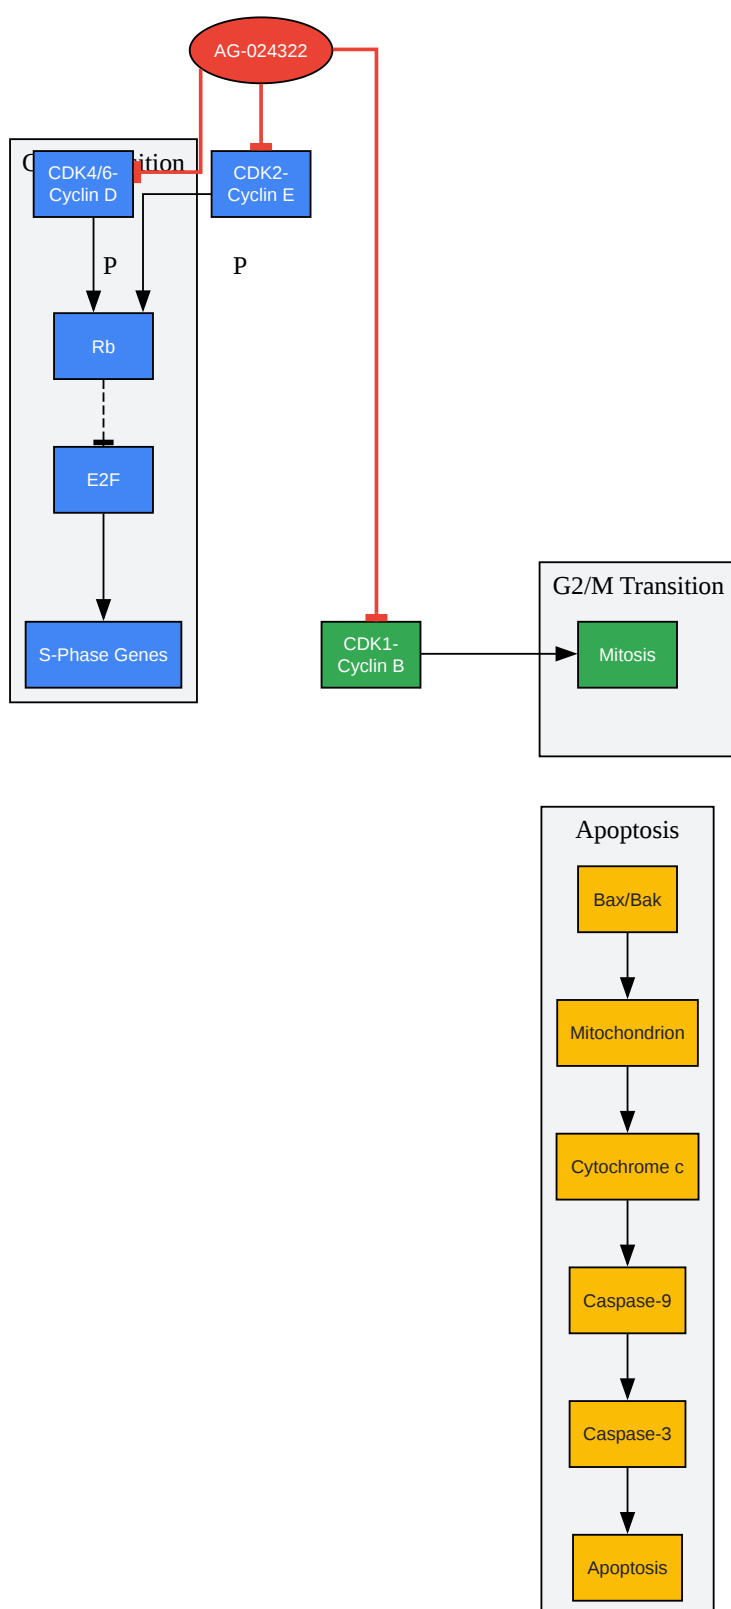 AG-024322
CDK4/6-
Cyclin D
CDK2-
Cyclin E
P
P
Rb
E2F
S-Phase Genes
CDK1-
Cyclin B
G2/M Transition
Mitosis
Apoptosis
Bax/Bak
Mitochondrion
Cytochrome c
Caspase-9
Caspase-3
Apoptosis